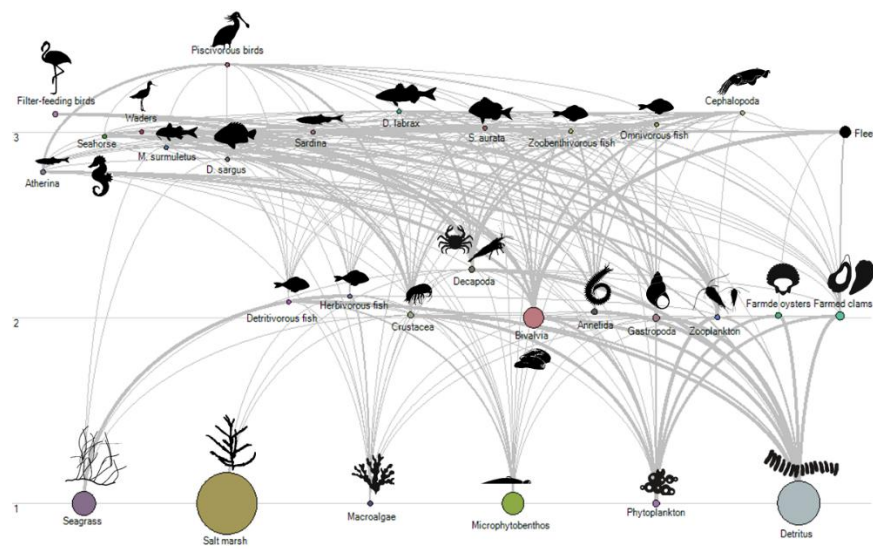 Piscivorous birds
Filter-feeding birds
Waders
D. labrax
Cephalopoda
3
Seahorse
M. surmuletus
Sardina
S. aurata
Zoobenthivorous fish
Omnivorous fish
Flee
Atherina
D. sargus
Decapoda
Detritivorous fish
Herbivorous fish
Farmde oysters
Farmed clams
2
Crustacea
Bivalvia
Annelida
Gastropoda
Zooplankton
1
Seagrass
Salt marsh
Macroalgae
Microphytobenthos
Phytoplankton
Detritus